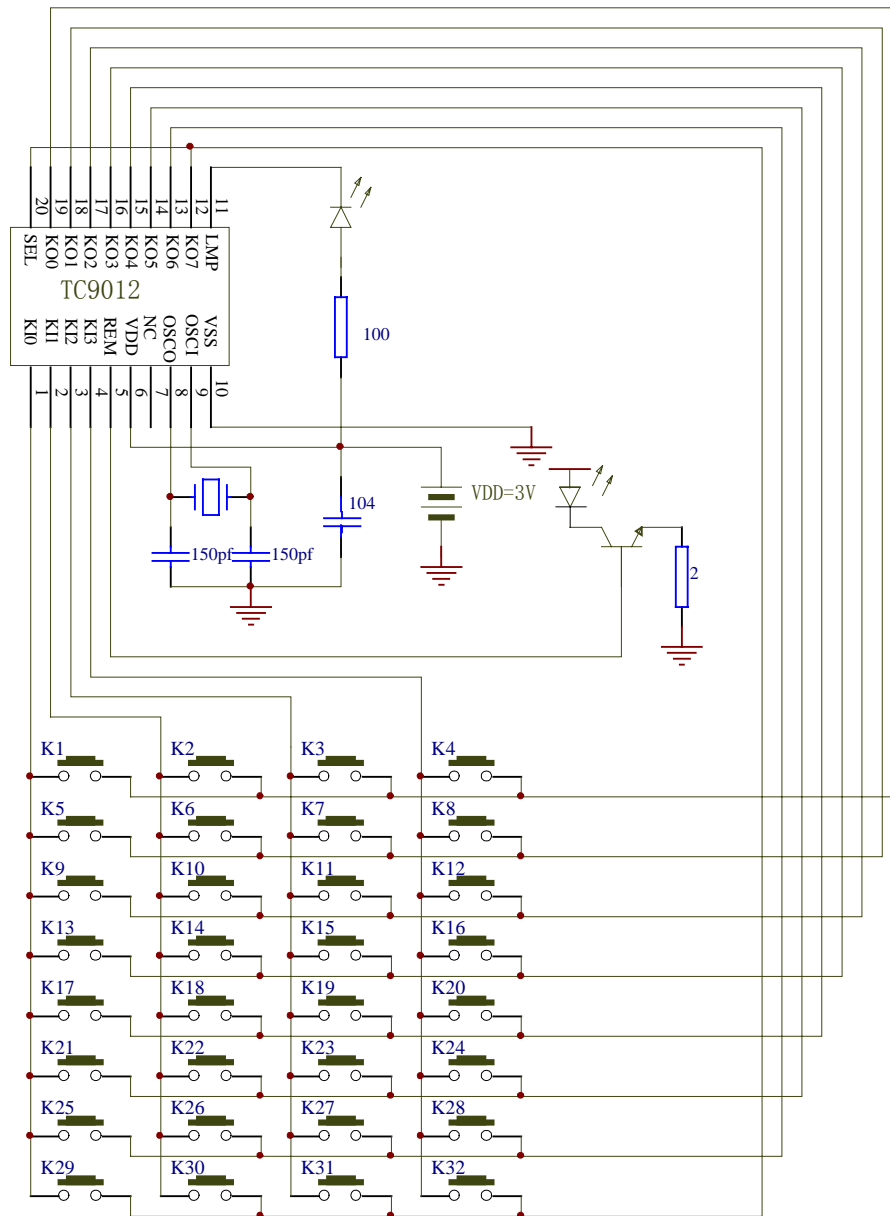 20 19 18 17 16 15 14 13 12 11
SEL KO0 KO1 KO2 KO3 KO4 KO5 KO6 KO7 LMP
TC9012
KI0 KI1 KI2 KI3 REM VDD NC OSCO OSCI VSS
1 2 3 4 5 6 7 8 9 10
100
104
VDD=3V
150pf 150pf
2
K1 K2 K3 K4
K5 K6 K7 K8
K9 K10 K11 K12
K13 K14 K15 K16
K17 K18 K19 K20
K21 K22 K23 K24
K25 K26 K27 K28
K29 K30 K31 K32